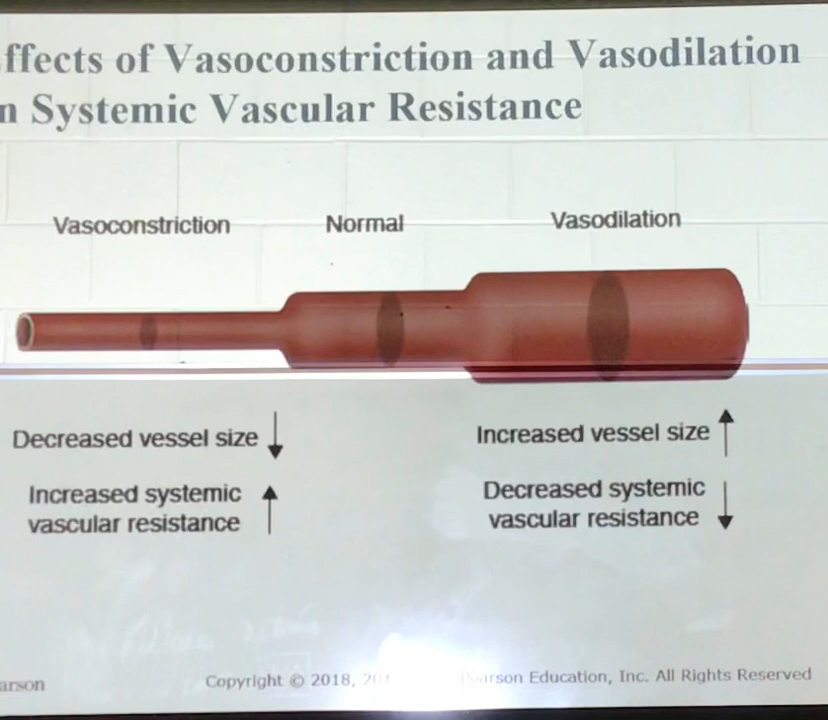 ffects of Vasoconstriction and Vasodilation
n Systemic Vascular Resistance
Vasoconstriction Normal Vasodilation
Decreased vessel size
Increased vessel size
Increased systemic
vascular resistance
Decreased systemic
vascular resistance
arson Copyright © 2018, Education, Inc. All Rights Reserved